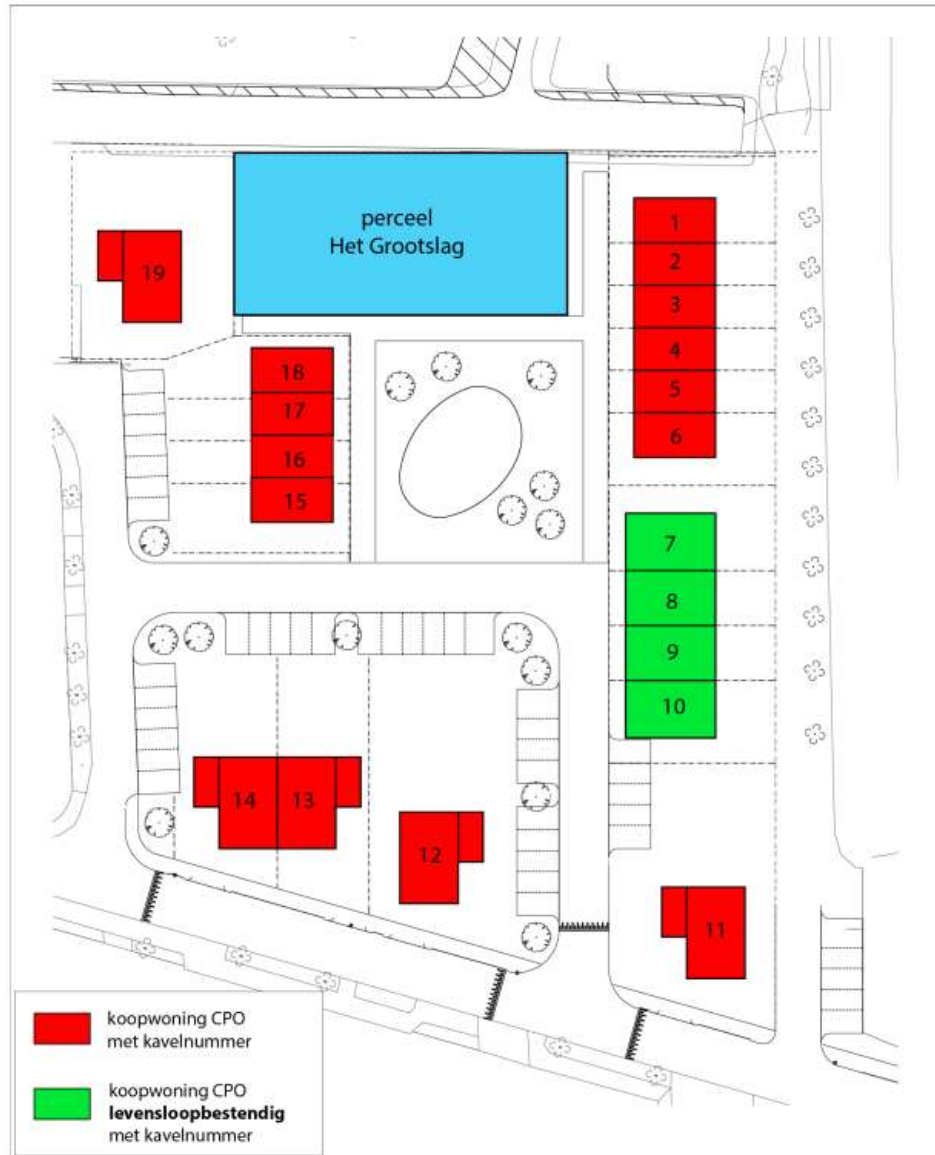 perceel
Het Grootslag
1
2
3
4
5
6
19
18
17
16
15
7
8
9
10
14
13
12
11
koopwoning CPO
met kavelnummer
koopwoning CPO
levensloopbestendig
met kavelnummer